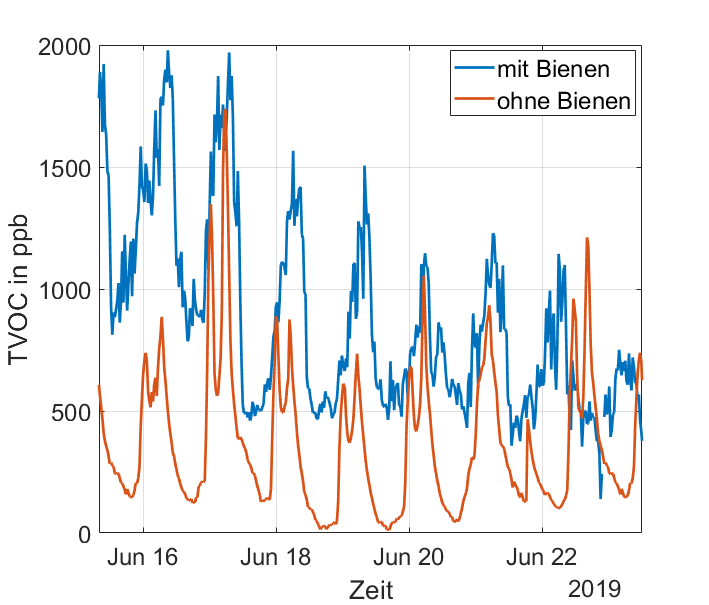 2000
1500
1000
500
0
TVOC in ppb
mit Bienen
ohne Bienen
Jun 16
Jun 18
Jun 20
Jun 22
Zeit
2019